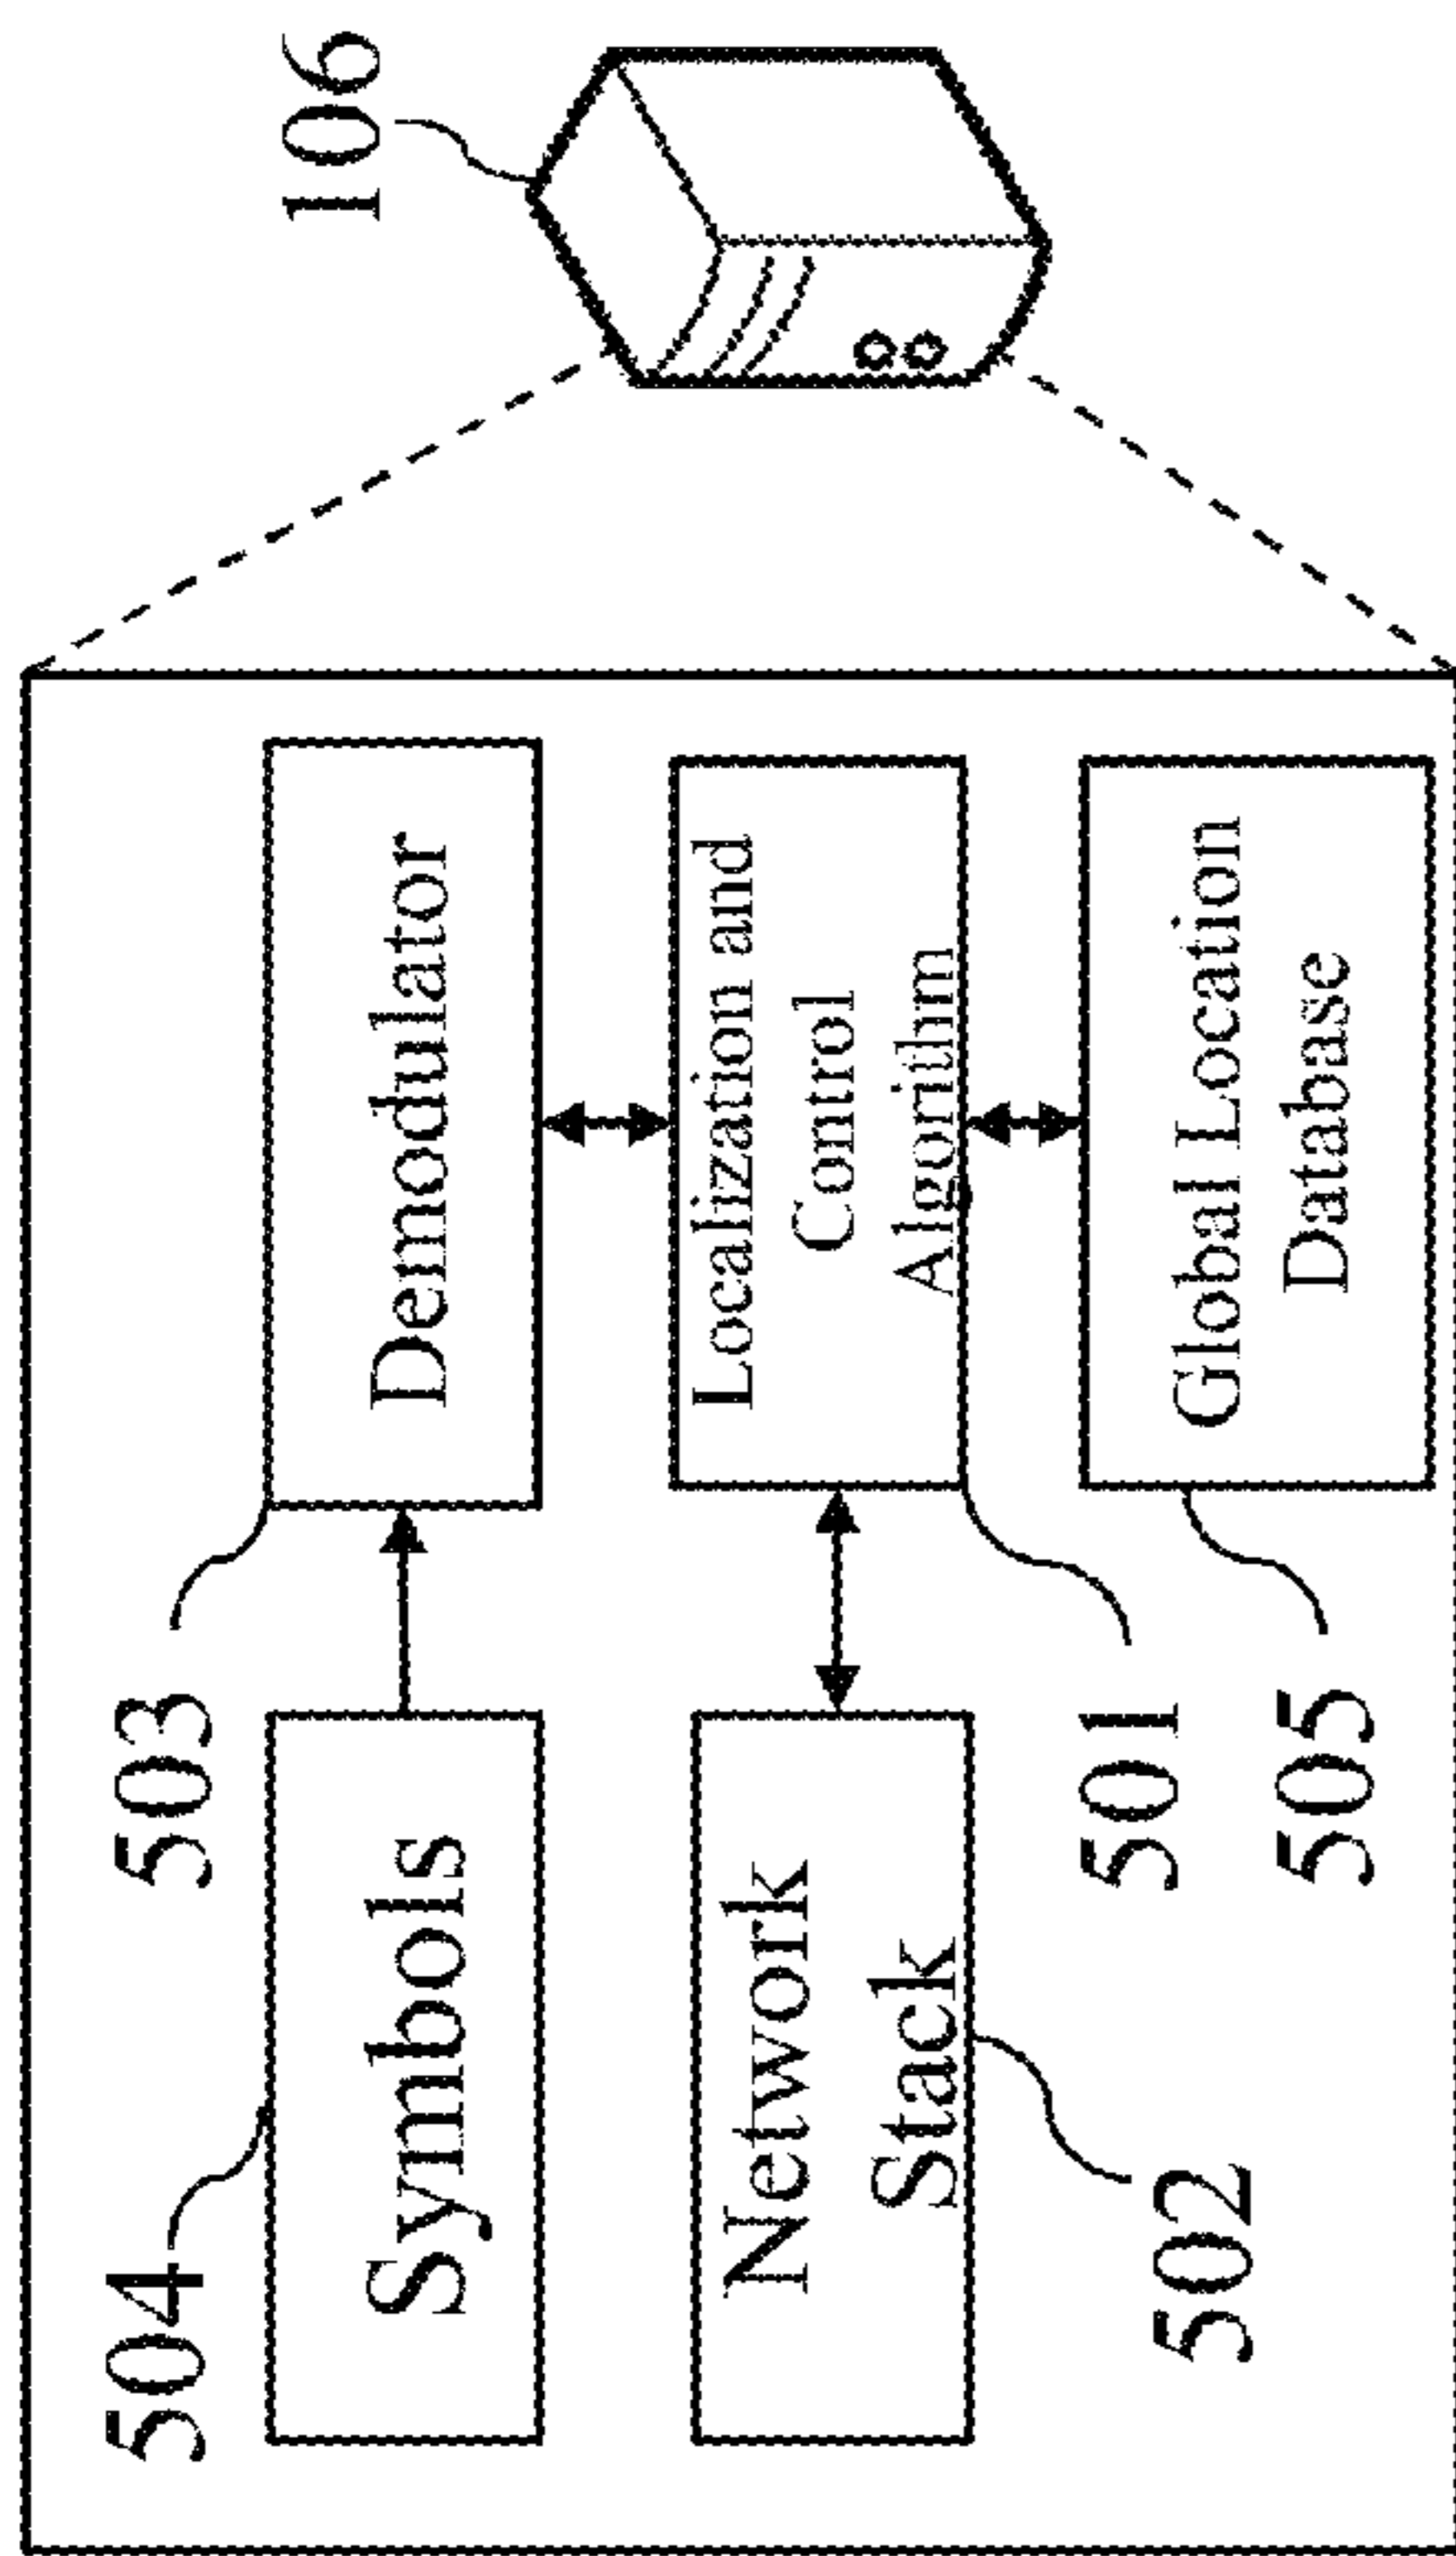 504
503
106
Symbols
Demodulator
Network
Stack
Localization and
Control
Algorithm
502
501
505
Global Location
Database